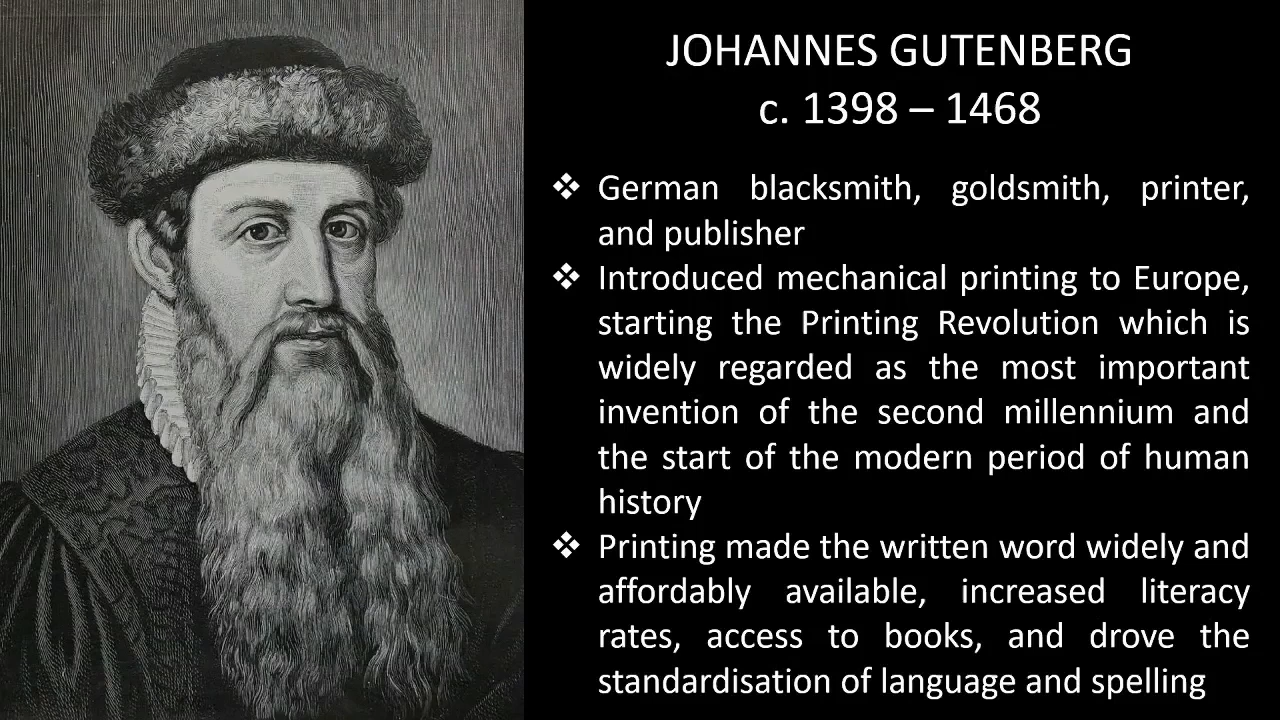 JOHANNES GUTENBERG
c. 1398 – 1468
❖ German blacksmith, goldsmith, printer,
and publisher
❖ Introduced mechanical printing to Europe,
starting the Printing Revolution which is
widely regarded as the most important
invention of the second millennium and
the start of the modern period of human
history
❖ Printing made the written word widely and
affordably available, increased literacy
rates, access to books, and drove the
standardisation of language and spelling